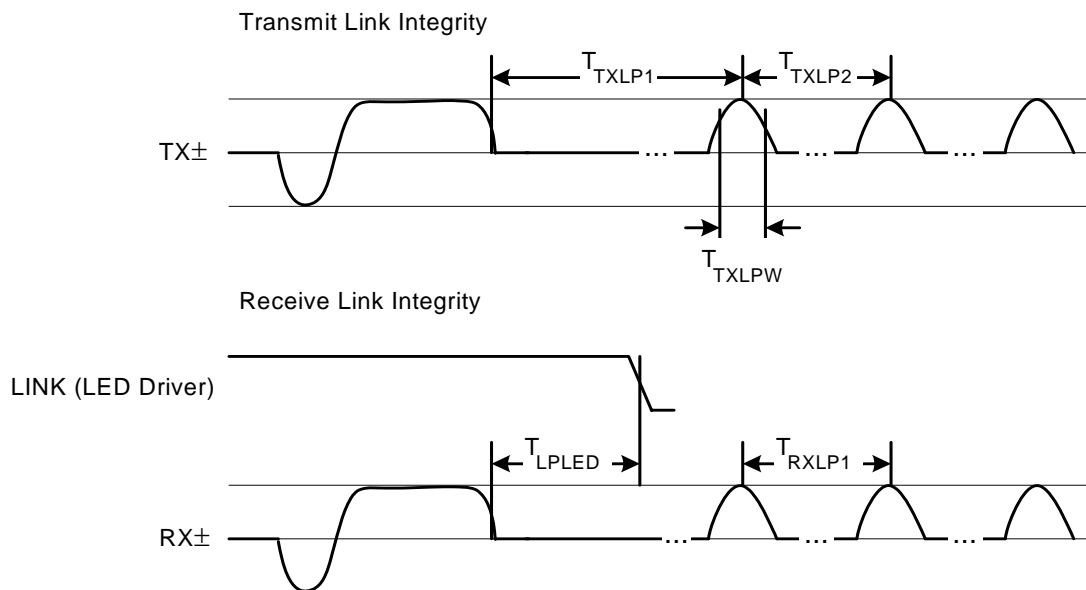 Transmit Link Integrity
TTXLP1
TTXLP2
TX±
... ... ...
TTXLPW
Receive Link Integrity
LINK (LED Driver)
TLPLED
TRXLP1
RX±
... ... ...